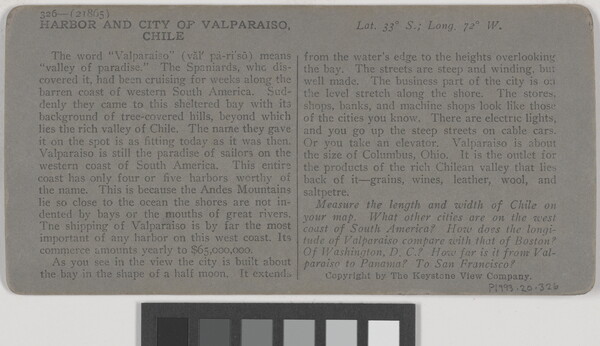 326—(21865)
HARBOR AND CITY OF VALPARAISO,
CHILE
Lat. 33° S.; Long. 72° W.
The word "Valparaiso" (văl' pa-rī'sō) means
"valley of paradise." The Spaniards, who dis-
covered it, had been cruising for weeks along the
barren coast of western South America. Sud-
denly they came to this sheltered bay with its
background of tree-covered hills, beyond which
lies the rich valley of Chile. The name they gave
it on the spot is as fitting today as it was then.
Valparaiso is still the paradise of sailors on the
western coast of South America. This entire
coast has only four or five harbors worthy of
the name. This is because the Andes Mountains
lie so close to the ocean the shores are not in-
dented by bays or the mouths of great rivers.
The shipping of Valparaiso is by far the most
important of any harbor on this west coast. Its
commerce amounts yearly to $65,000,000.
As you see in the view the city is built about
the bay in the shape of a half moon. It extends
from the water's edge to the heights overlooking
the bay. The streets are steep and winding, but
well made. The business part of the city is on
the level stretch along the shore. The stores,
shops, banks, and machine shops look like those
of the cities you know. There are electric lights,
and you go up the steep streets on cable cars.
Or you take an elevator. Valparaiso is about
the size of Columbus, Ohio. It is the outlet for
the products of the rich Chilean valley that lies
back of it—grains, wines, leather, wool, and
saltpetre.
Measure the length and width of Chile on
your map. What other cities are on the west
coast of South America? How does the longi-
tude of Valparaiso compare with that of Boston?
Of Washington, D. C.? How far is it from Val-
paraiso to Panama? To San Francisco?
Copyright by The Keystone View Company.
P1995-20-326